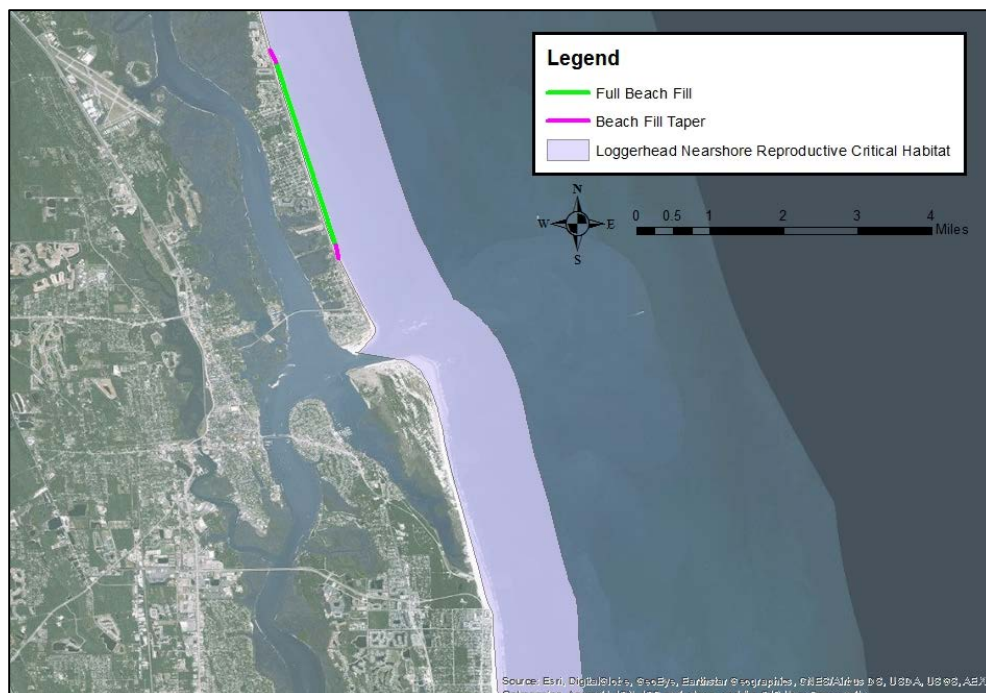 Legend
Full Beach Fill
Beach Fill Taper
Loggerhead Nearshore Reproductive Critical Habitat
N
W E
S
0 0.5 1 2 3 4
Miles
Source: Esri, DigitalGlobe, GeoEye, Earthstar Geographics, CNES/Airbus DS, USDA, USGS, AEX